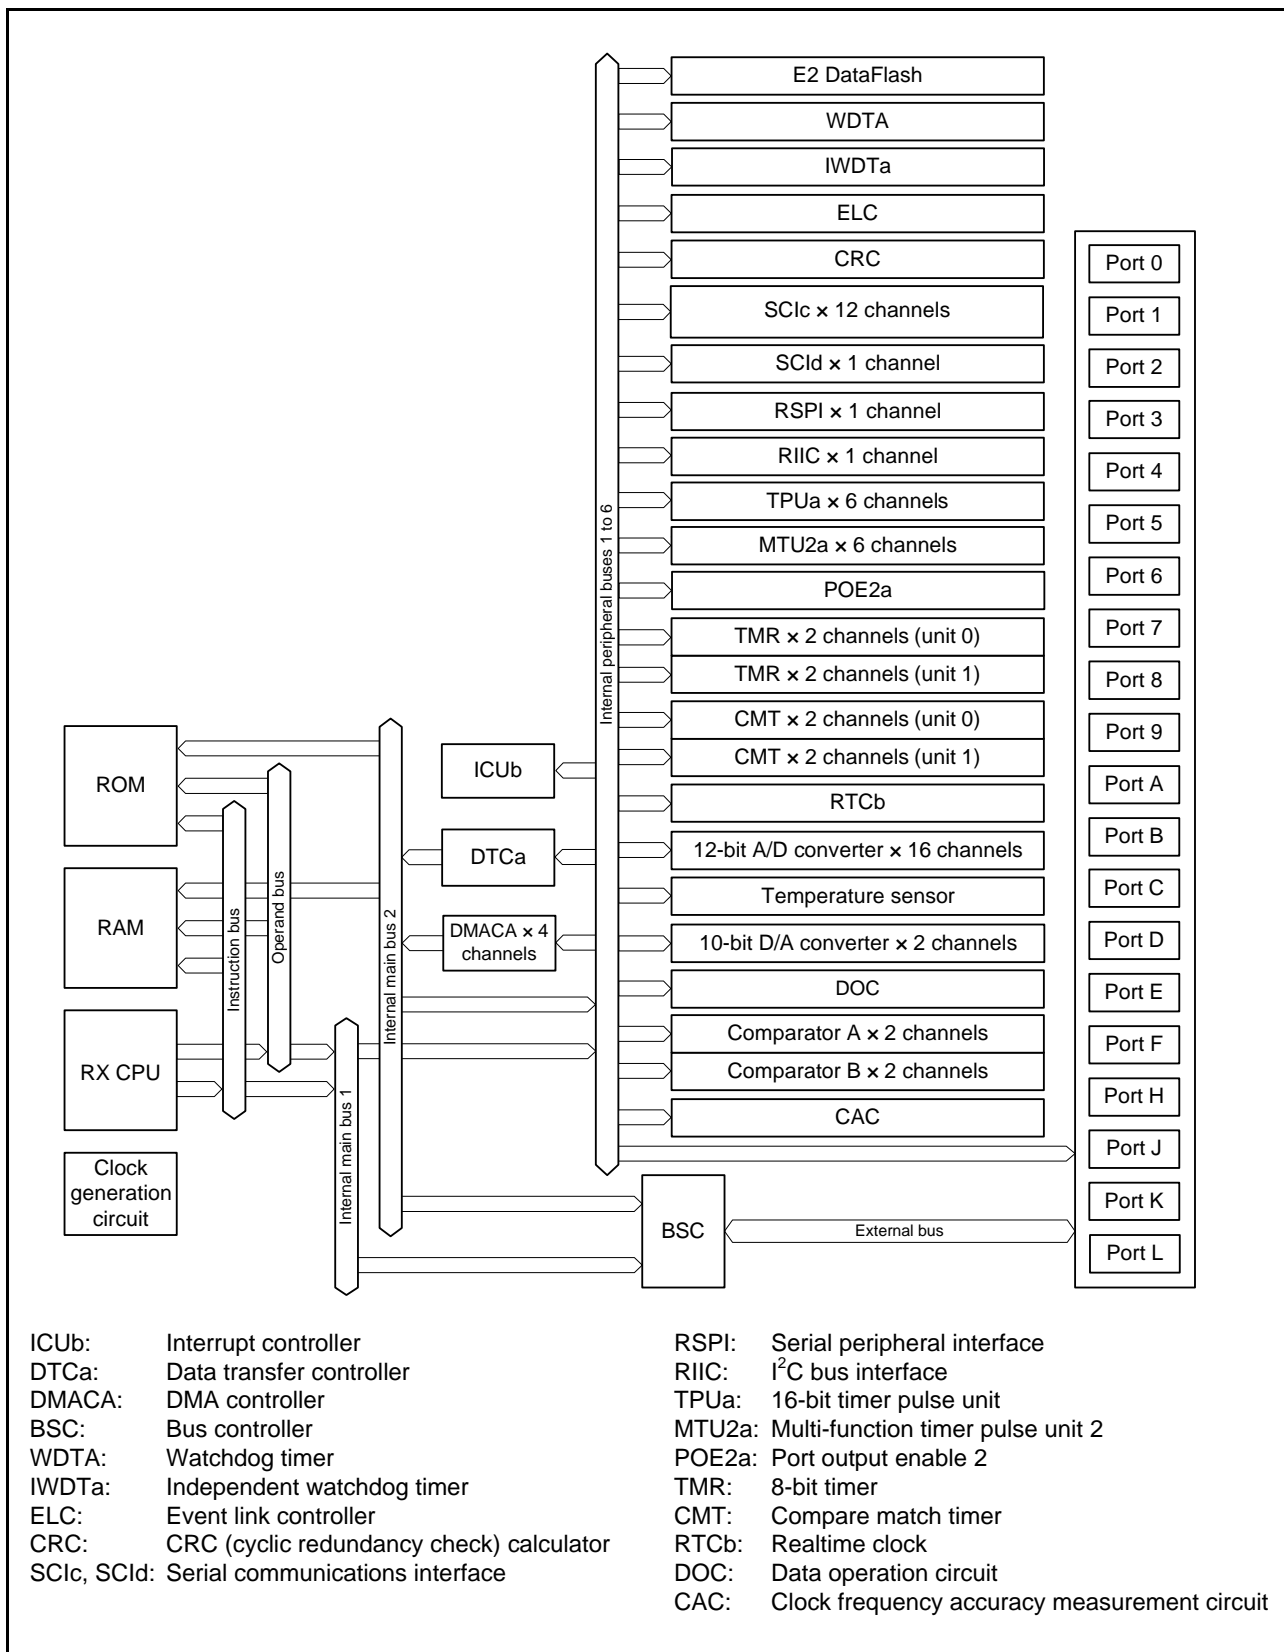 E2 DataFlash
WDTA
IWDTa
ELC
CRC
SCIc × 12 channels
SCId × 1 channel
RSPI × 1 channel
RIIC × 1 channel
TPUa × 6 channels
MTU2a × 6 channels
POE2a
TMR × 2 channels (unit 0)
TMR × 2 channels (unit 1)
CMT × 2 channels (unit 0)
CMT × 2 channels (unit 1)
RTCb
12-bit A/D converter × 16 channels
Temperature sensor
10-bit D/A converter × 2 channels
DOC
Comparator A × 2 channels
Comparator B × 2 channels
CAC
Port 0
Port 1
Port 2
Port 3
Port 4
Port 5
Port 6
Port 7
Port 8
Port 9
Port A
Port B
Port C
Port D
Port E
Port F
Port H
Port J
Port K
Port L
Internal peripheral buses 1 to 6
ICUb
DTCa
DMACA × 4
channels
ROM
RAM
RX CPU
Clock
generation
circuit
Instruction bus
Operand bus
Internal main bus 1
Internal main bus 2
BSC
External bus
ICUb: Interrupt controller
DTCa: Data transfer controller
DMACA: DMA controller
BSC: Bus controller
WDTA: Watchdog timer
IWDTa: Independent watchdog timer
ELC: Event link controller
CRC: CRC (cyclic redundancy check) calculator
SCIc, SCId: Serial communications interface
RSPI: Serial peripheral interface
RIIC: I²C bus interface
TPUa: 16-bit timer pulse unit
MTU2a: Multi-function timer pulse unit 2
POE2a: Port output enable 2
TMR: 8-bit timer
CMT: Compare match timer
RTCb: Realtime clock
DOC: Data operation circuit
CAC: Clock frequency accuracy measurement circuit